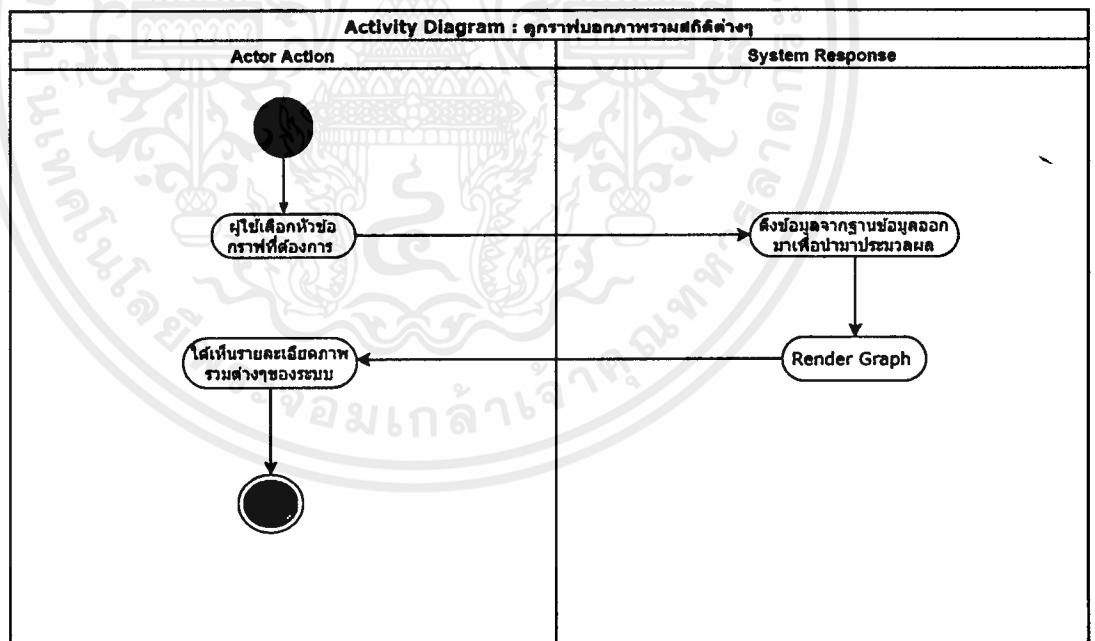 Activity Diagram : ดูกราฟบอกภาพรวมสถิติต่างๆ
Actor Action
System Response
ผู้ใช้เลือกหัวข้อ
กราฟที่ต้องการ
ดึงข้อมูลจากฐานข้อมูลออก
มาเพื่อนำมาประมวลผล
ได้เห็นรายละเอียดภาพ
รวมต่างๆของระบบ
Render Graph